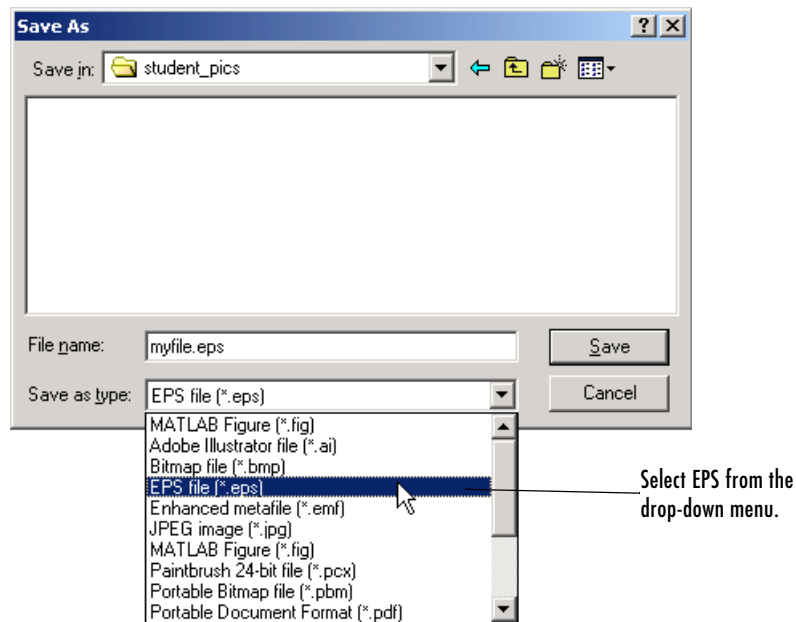 Save As
Save in: student_pics
File name: myfile.eps Save
Save as type: EPS file (*.eps) Cancel
MATLAB Figure (*.fig)
Adobe Illustrator file (*.ai)
Bitmap file (*.bmp)
EPS file (*.eps)
Enhanced metafile (*.emf)
JPEG image (*.jpg)
MATLAB Figure (*.fig)
Paintbrush 24-bit file (*.pcx)
Portable Bitmap file (*.pbm)
Portable Document Format (*.pdf)
Select EPS from the
drop-down menu.